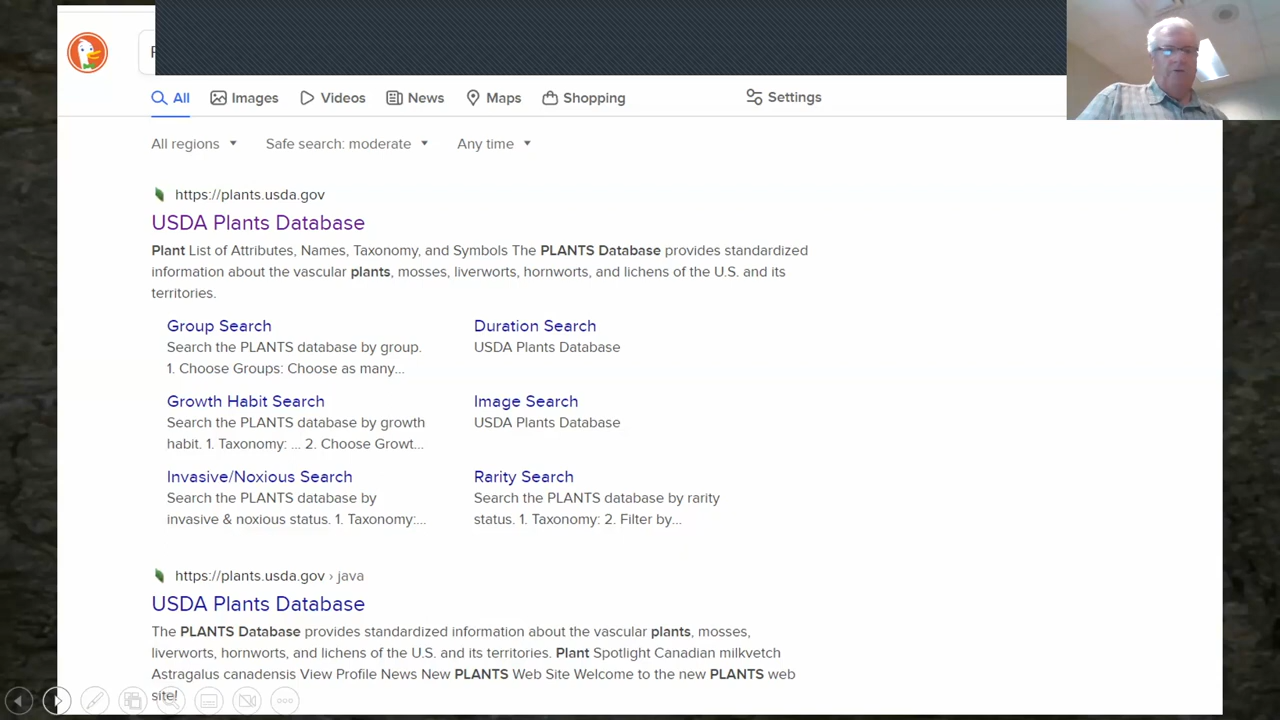 All Images Videos News Maps Shopping Settings
All regions Safe search: moderate Any time
https://plants.usda.gov
USDA Plants Database
Plant List of Attributes, Names, Taxonomy, and Symbols The PLANTS Database provides standardized
information about the vascular plants, mosses, liverworts, hornworts, and lichens of the U.S. and its
territories.
Group Search
Search the PLANTS database by group.
1. Choose Groups: Choose as many...
Duration Search
USDA Plants Database
Growth Habit Search
Search the PLANTS database by growth
habit. 1. Taxonomy: ... 2. Choose Growt...
Image Search
USDA Plants Database
Invasive/Noxious Search
Search the PLANTS database by
invasive & noxious status. 1. Taxonomy:...
Rarity Search
Search the PLANTS database by rarity
status. 1. Taxonomy: 2. Filter by...
https://plants.usda.gov › java
USDA Plants Database
The PLANTS Database provides standardized information about the vascular plants, mosses,
liverworts, hornworts, and lichens of the U.S. and its territories. Plant Spotlight Canadian milkvetch
Astragalus canadensis View Profile News New PLANTS Web Site Welcome to the new PLANTS web
site!